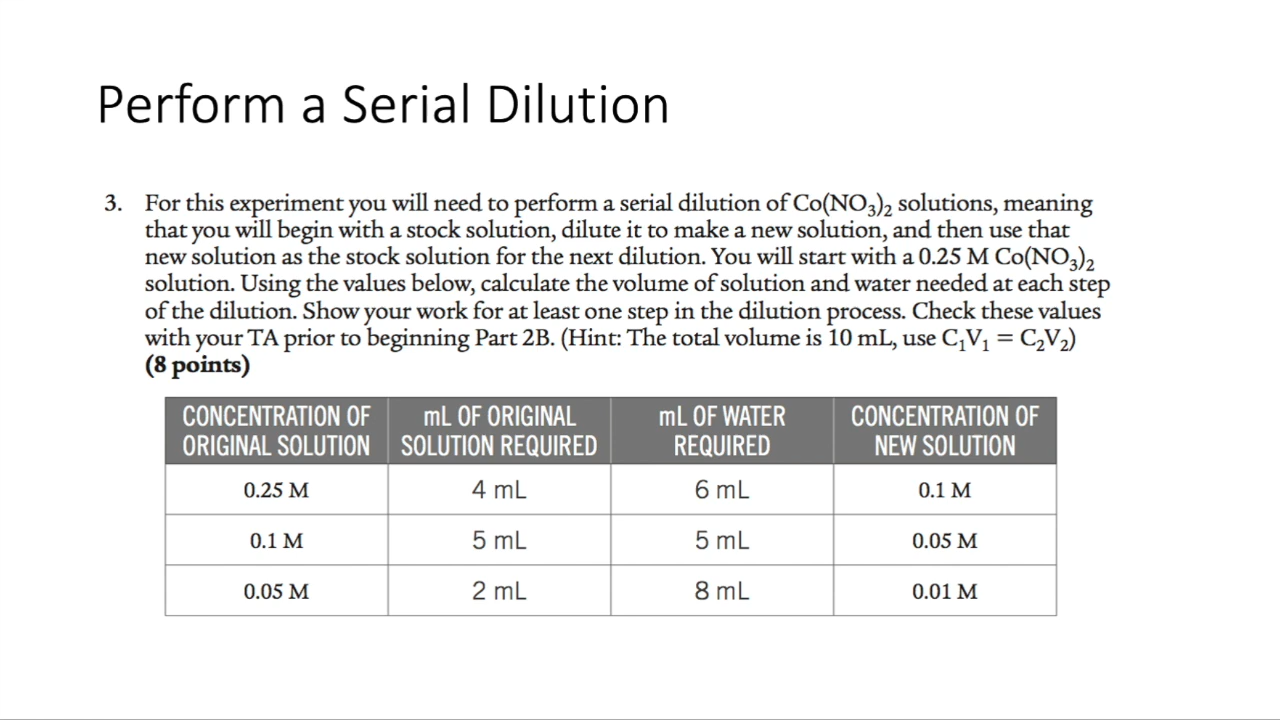 Perform a Serial Dilution
3. For this experiment you will need to perform a serial dilution of Co(NO₃)₂ solutions, meaning
that you will begin with a stock solution, dilute it to make a new solution, and then use that
new solution as the stock solution for the next dilution. You will start with a 0.25 M Co(NO₃)₂
solution. Using the values below, calculate the volume of solution and water needed at each step
of the dilution. Show your work for at least one step in the dilution process. Check these values
with your TA prior to beginning Part 2B. (Hint: The total volume is 10 mL, use C₁V₁ = C₂V₂)
(8 points)
CONCENTRATION OF ORIGINAL SOLUTION | mL OF ORIGINAL SOLUTION REQUIRED | mL OF WATER REQUIRED | CONCENTRATION OF NEW SOLUTION
0.25 M | 4 mL | 6 mL | 0.1 M
0.1 M | 5 mL | 5 mL | 0.05 M
0.05 M | 2 mL | 8 mL | 0.01 M